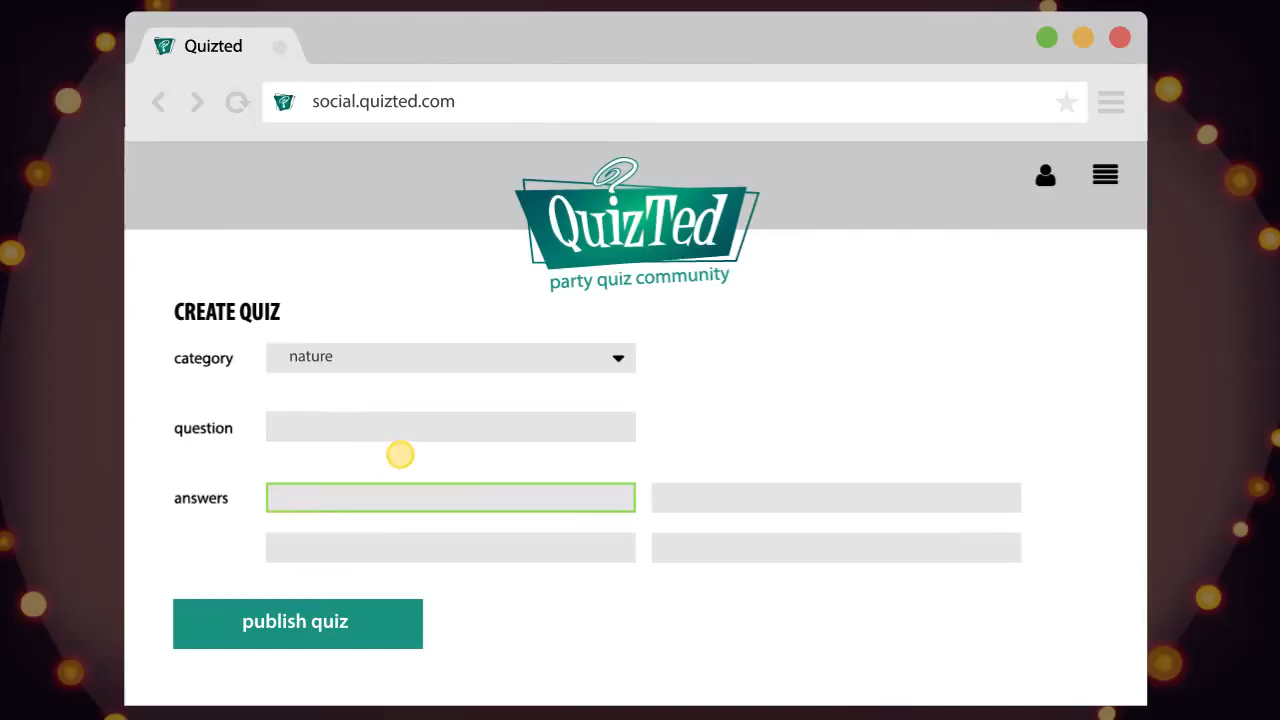 Quizted
social.quizted.com
QuizTed
party quiz community
CREATE QUIZ
category nature
question
answers
publish quiz